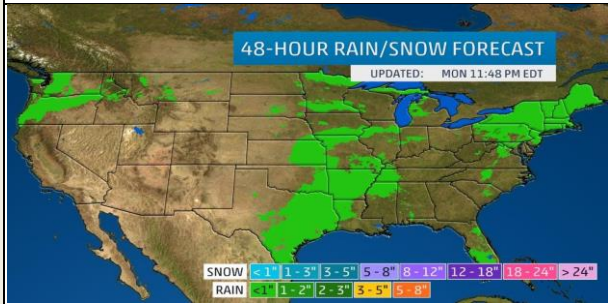 48-HOUR RAIN/SNOW FORECAST
UPDATED: MON 11:48 PM EDT
SNOW < 1" 1 - 3" 3 - 5" 5 - 8" 8 - 12" 12 - 18" 18 - 24" > 24"
RAIN <1" 1 - 2" 2 - 3" 3 - 5" 5 - 8"